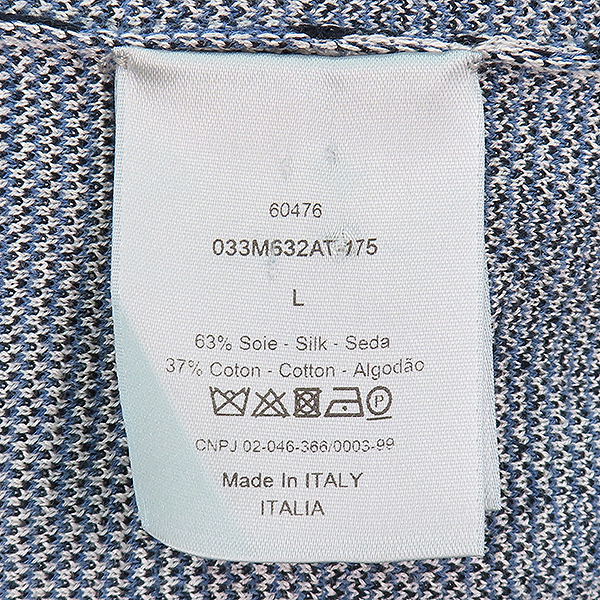 60476
033M632AT-175
L
63% Soie - Silk - Seda
37% Coton - Cotton - Algodão
CNPJ 02-046-366/0003-99
Made In ITALY
ITALIA